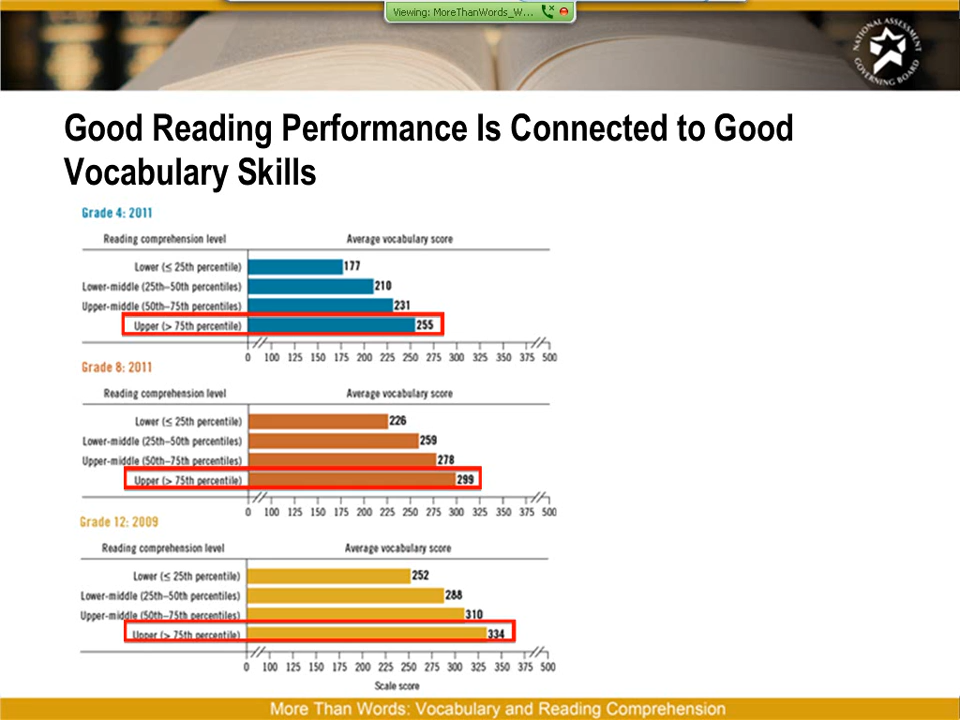 Viewing: MoreThanWords_W...
NATIONAL ASSESSMENT
GOVERNING BOARD
Good Reading Performance Is Connected to Good
Vocabulary Skills
Grade 4: 2011
Reading comprehension level Average vocabulary score
Lower (≤ 25th percentile) 177
Lower-middle (25th–50th percentiles) 210
Upper-middle (50th–75th percentiles) 231
Upper (> 75th percentile) 255
0 100 125 150 175 200 225 250 275 300 325 350 375 500
Grade 8: 2011
Reading comprehension level Average vocabulary score
Lower (≤ 25th percentile) 226
Lower-middle (25th–50th percentiles) 259
Upper-middle (50th–75th percentiles) 278
Upper (> 75th percentile) 299
0 100 125 150 175 200 225 250 275 300 325 350 375 500
Grade 12: 2009
Reading comprehension level Average vocabulary score
Lower (≤ 25th percentile) 252
Lower-middle (25th–50th percentiles) 288
Upper-middle (50th–75th percentiles) 310
Upper (> 75th percentile) 334
0 100 125 150 175 200 225 250 275 300 325 350 375 500
Scale score
More Than Words: Vocabulary and Reading Comprehension